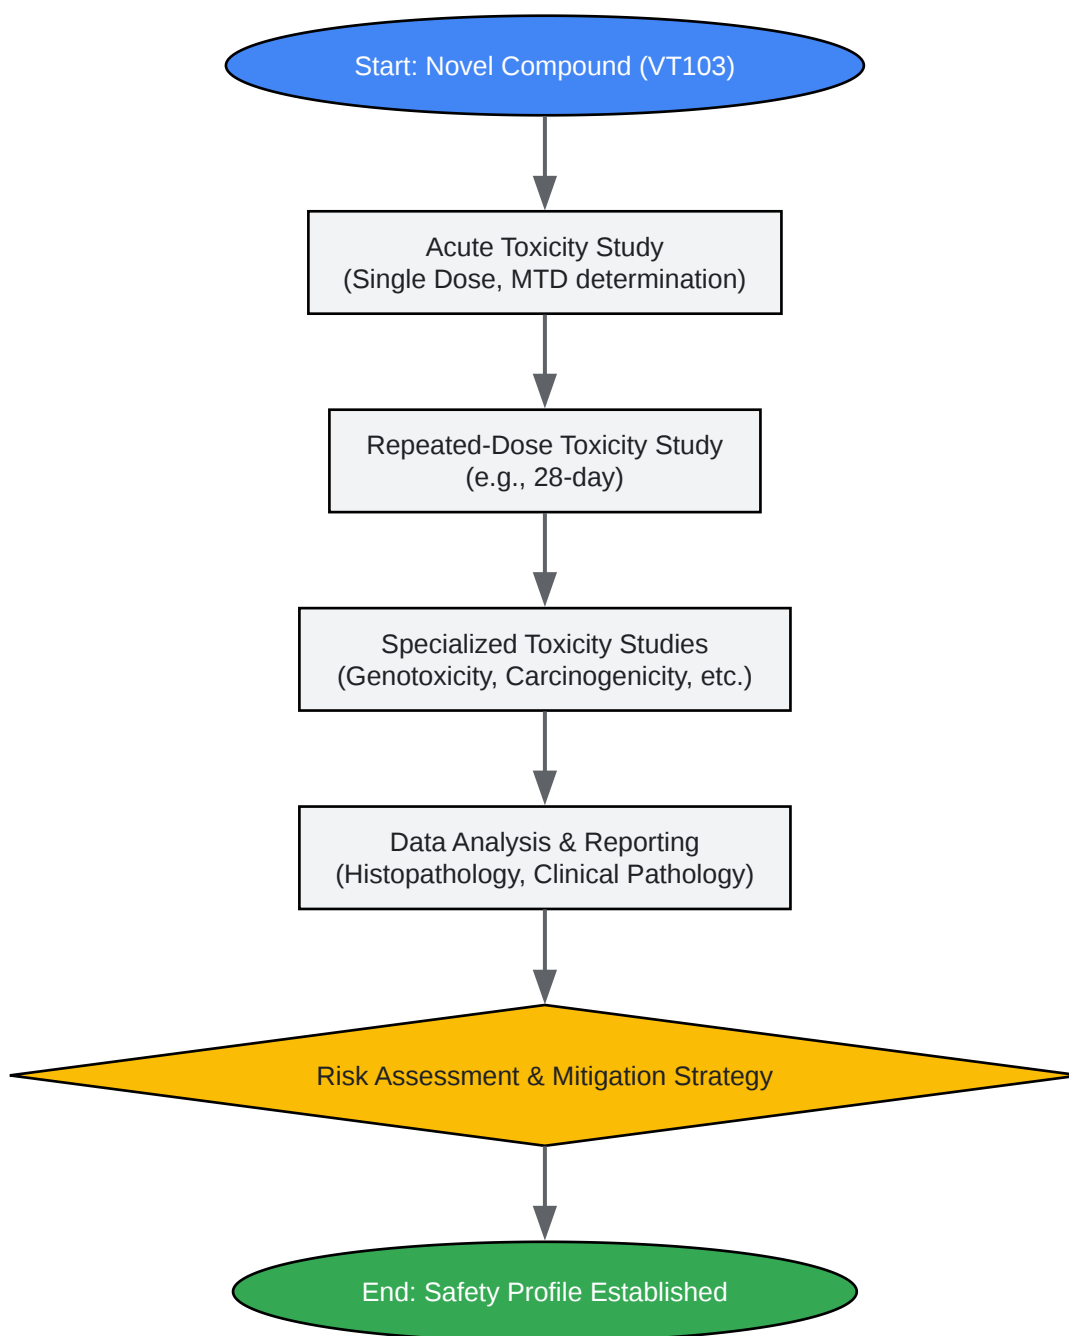 Start: Novel Compound (VT103)
Acute Toxicity Study
(Single Dose, MTD determination)
Repeated-Dose Toxicity Study
(e.g., 28-day)
Specialized Toxicity Studies
(Genotoxicity, Carcinogenicity, etc.)
Data Analysis & Reporting
(Histopathology, Clinical Pathology)
Risk Assessment & Mitigation Strategy
End: Safety Profile Established